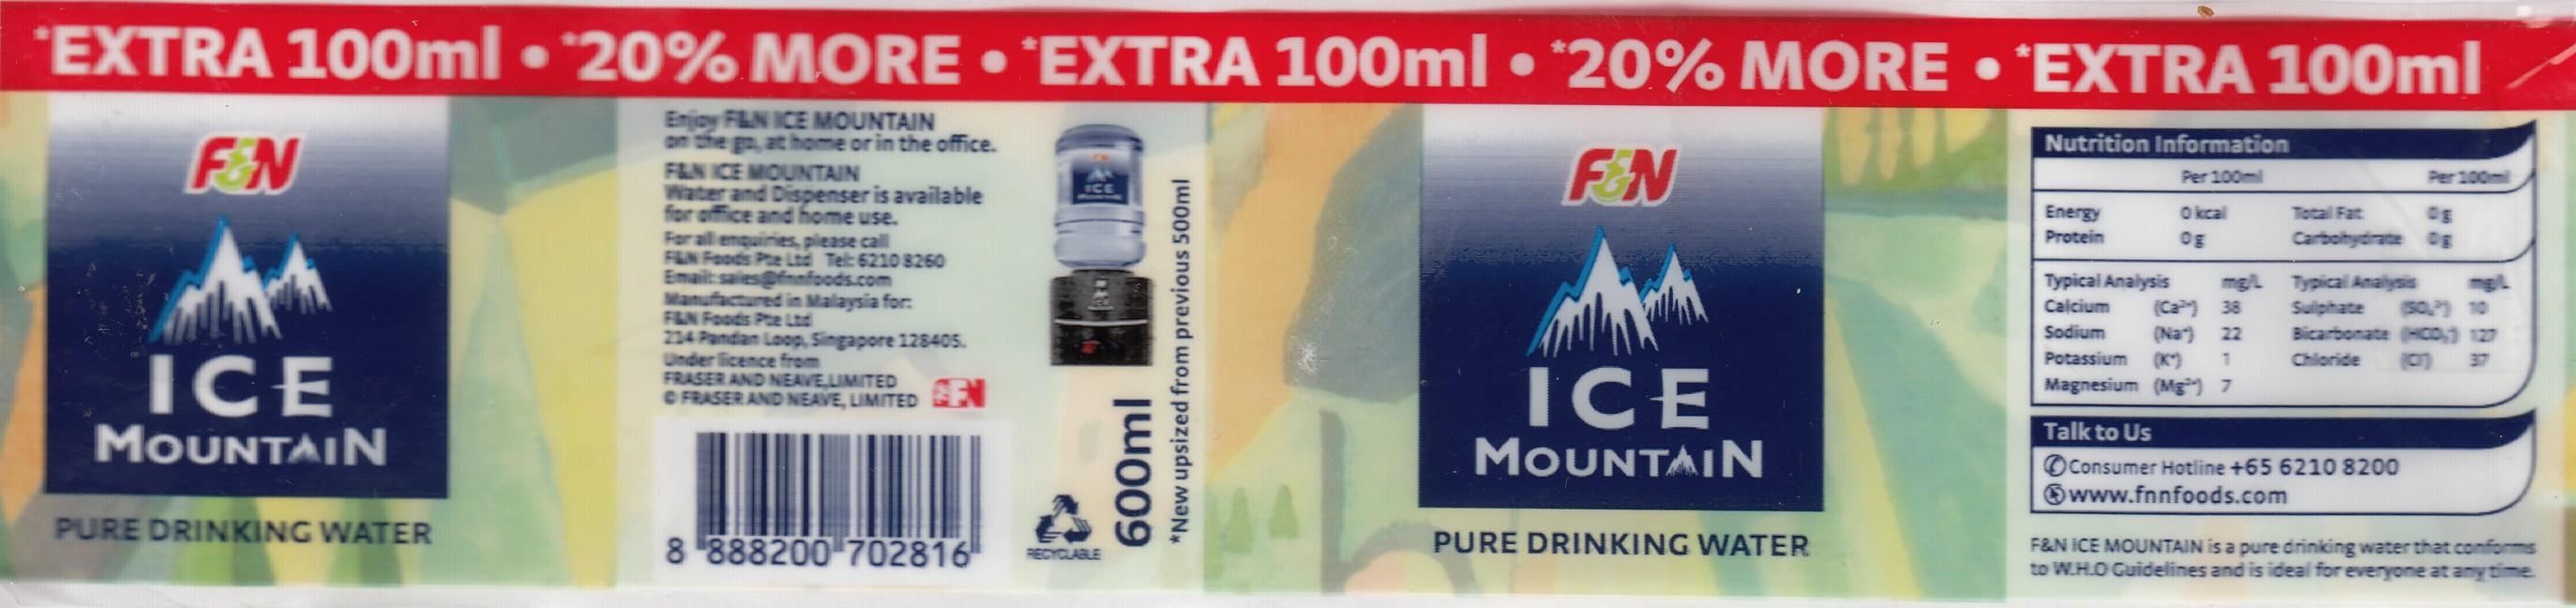 *EXTRA 100ml • *20% MORE • *EXTRA 100ml • *20% MORE • *EXTRA 100ml
F&N
ICE
MOUNTAIN
PURE DRINKING WATER
Enjoy F&N ICE MOUNTAIN
on the go, at home or in the office.
F&N ICE MOUNTAIN
Water and Dispenser is available
for office and home use.
For all enquiries, please call
F&N Foods Pte Ltd Tel: 6210 8260
Email: sales@fnnfoods.com
Manufactured in Malaysia for:
F&N Foods Pte Ltd
214 Pandan Loop, Singapore 128405.
Under licence from
FRASER AND NEAVE,LIMITED
© FRASER AND NEAVE, LIMITED
F&N
8 888200 702816
ICE
RECYCLABLE
600ml
*New upsized from previous 500ml
F&N
ICE
MOUNTAIN
PURE DRINKING WATER
Nutrition Information
Per 100ml Per 100ml
Energy 0 kcal Total Fat 0 g
Protein 0 g Carbohydrate 0 g
Typical Analysis mg/L Typical Analysis mg/L
Calcium (Ca²⁺) 38 Sulphate (SO₄²⁻) 10
Sodium (Na⁺) 22 Bicarbonate (HCO₃⁻) 127
Potassium (K⁺) 1 Chloride (Cl⁻) 37
Magnesium (Mg²⁺) 7
Talk to Us
Consumer Hotline +65 6210 8200
www.fnnfoods.com
F&N ICE MOUNTAIN is a pure drinking water that conforms
to W.H.O Guidelines and is ideal for everyone at any time.